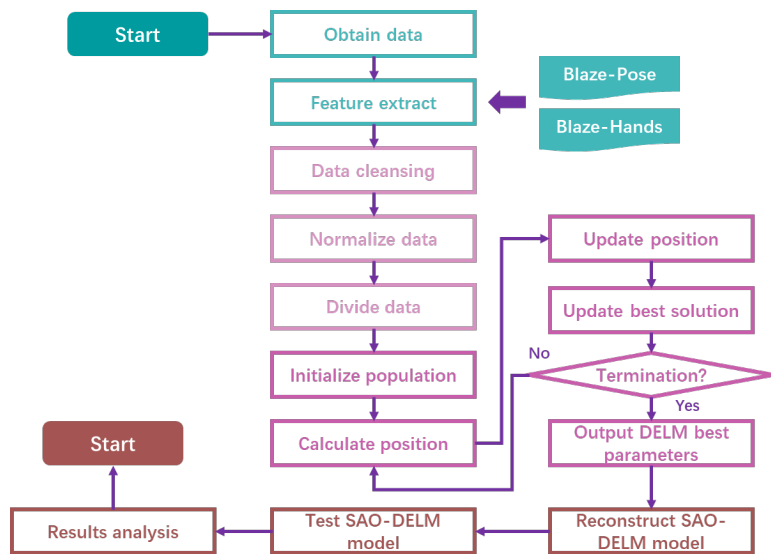 Start
Obtain data
Blaze-Pose
Feature extract
Blaze-Hands
Data cleansing
Normalize data
Update position
Divide data
Update best solution
No
Initialize population
Termination?
Yes
Start
Calculate position
Output DELM best
parameters
Results analysis
Test SAO-DELM
model
Reconstruct SAO-
DELM model